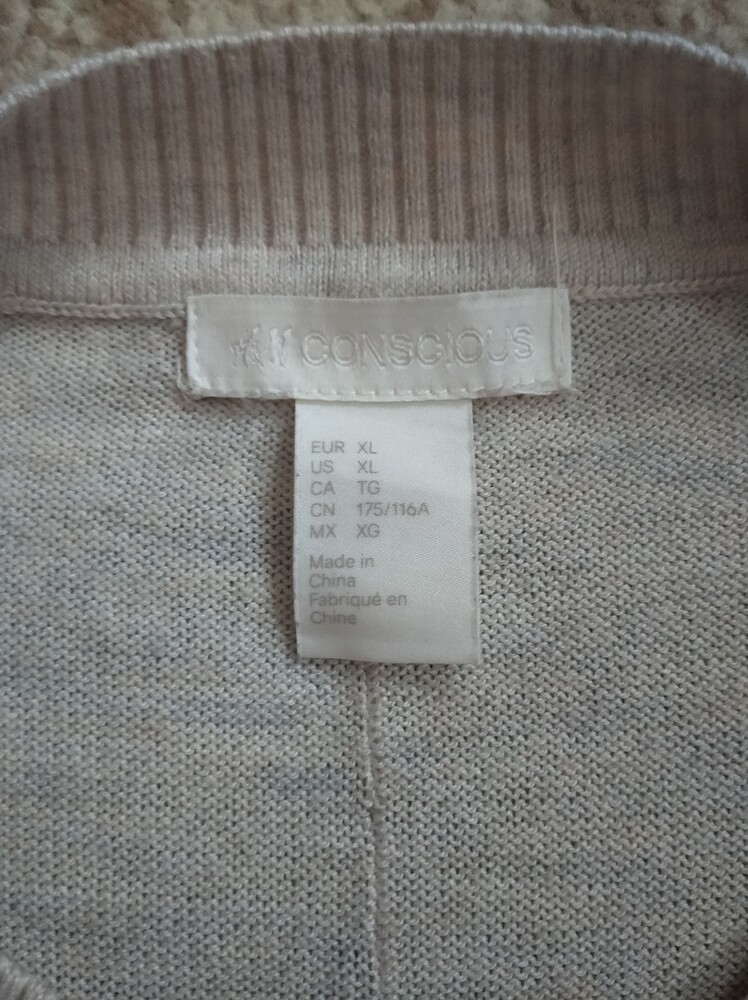 H&M CONSCIOUS
EUR XL
US XL
CA TG
CN 175/116A
MX XG
Made in
China
Fabriqué en
Chine